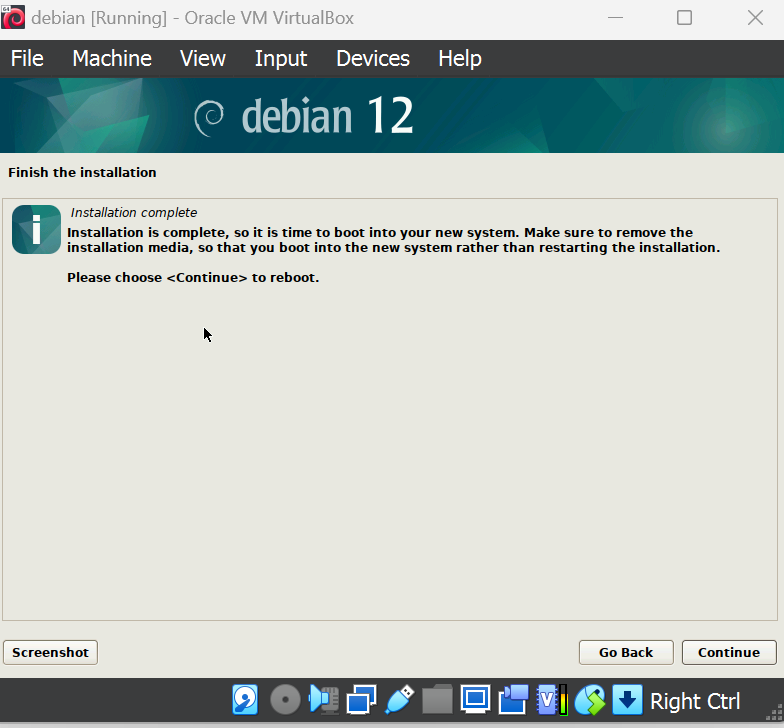 debian [Running] - Oracle VM VirtualBox
File Machine View Input Devices Help
debian 12
Finish the installation
Installation complete
Installation is complete, so it is time to boot into your new system. Make sure to remove the
installation media, so that you boot into the new system rather than restarting the installation.
Please choose <Continue> to reboot.
Screenshot Go Back Continue
Right Ctrl